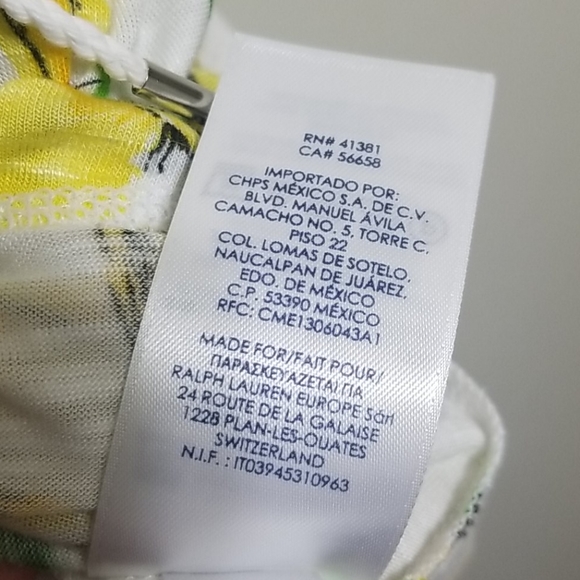 RN# 41381
CA# 56658
IMPORTADO POR:
CHPS MÉXICO S.A. DE C.V.
BLVD. MANUEL ÁVILA
CAMACHO NO. 5, TORRE C,
PISO 22
COL. LOMAS DE SOTELO,
NAUCALPAN DE JUÁREZ,
EDO. DE MÉXICO
C.P. 53390 MÉXICO
RFC: CME1306043A1
MADE FOR/FAIT POUR/
ΠΑΡΑΣΚΕΥΑΖΕΤΑΙ ΓΙΑ
RALPH LAUREN EUROPE Sárl
24 ROUTE DE LA GALAISE
1228 PLAN-LES-OUATES
SWITZERLAND
N.I.F. : IT03945310963